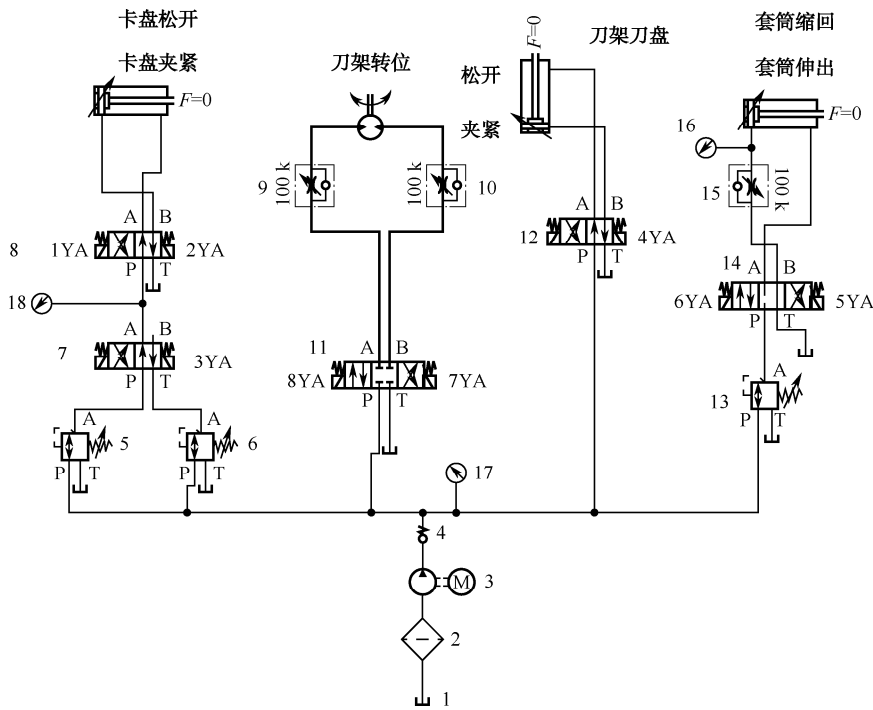 卡盘松开
卡盘夹紧
F=0
刀架转位
刀架刀盘
松开
夹紧
F=0
套筒缩回
套筒伸出
F=0
16
9
100 k
100 k
10
15
100 k
A B
8 1YA 2YA
P T
18
A B
7 3YA
P T
A 5
P T
A 6
P T
11 A B
8YA 7YA
P T
A B
12 4YA
P T
14 A B
6YA 5YA
P T
A
13
P T
17
4
M 3
2
1